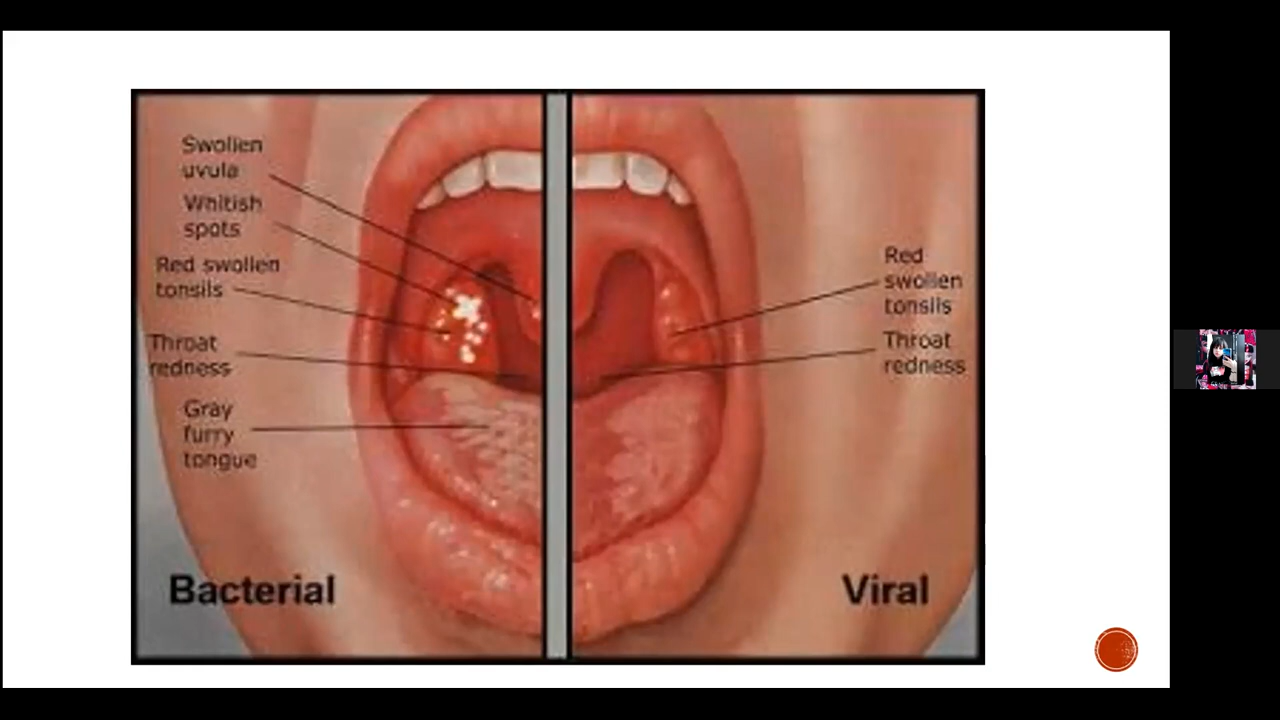 Swollen
uvula
Whitish
spots
Red swollen
tonsils
Throat
redness
Gray
furry
tongue
Bacterial
Red
swollen
tonsils
Throat
redness
Viral